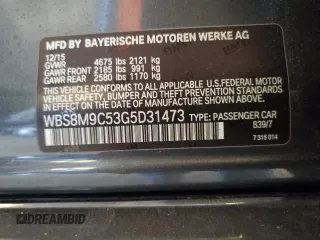 MFD BY BAYERISCHE MOTOREN WERKE AG
12/15
GVWR 4675 lbs 2121 kg
GAWR FRONT 2185 lbs 991 kg
GAWR REAR 2580 lbs 1170 kg
THIS VEHICLE CONFORMS TO ALL APPLICABLE U.S. FEDERAL MOTOR
VEHICLE SAFETY, BUMPER, AND THEFT PREVENTION STANDARDS
IN EFFECT ON THE DATE OF MANUFACTURE SHOWN ABOVE.
WBS8M9C53G5D31473 TYPE: PASSENGER CAR
B39/7
7 316 014
DREAMBID